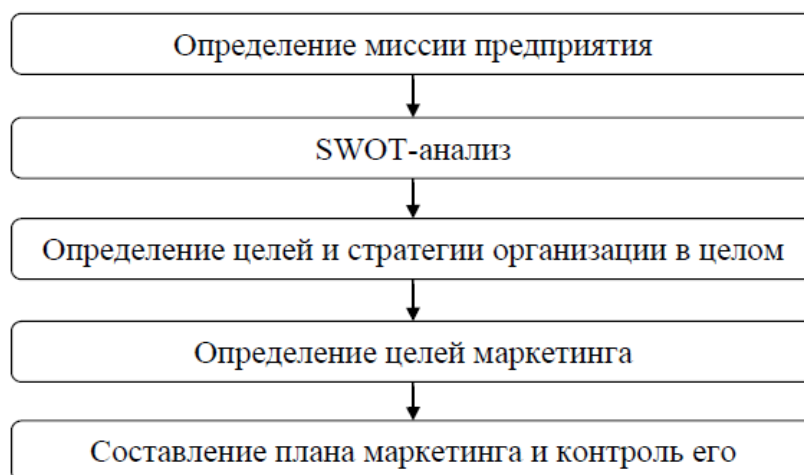 Определение миссии предприятия
SWOT-анализ
Определение целей и стратегии организации в целом
Определение целей маркетинга
Составление плана маркетинга и контроль его